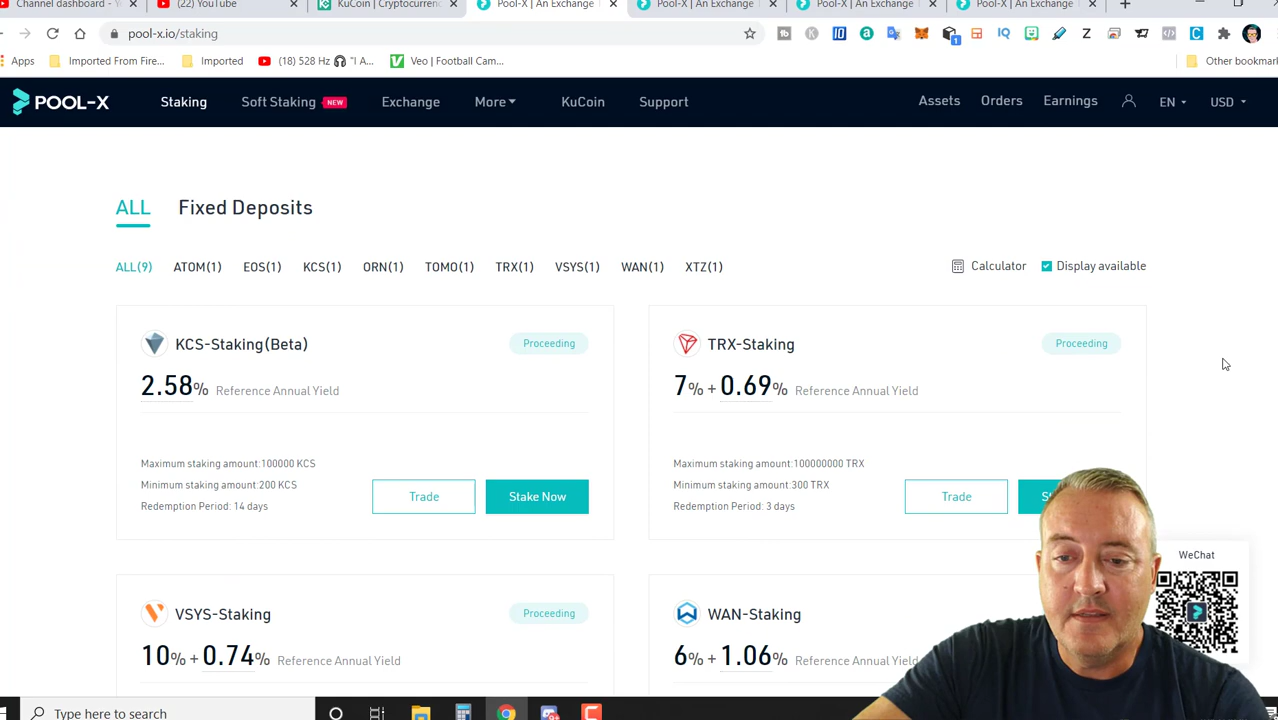 Channel dashboard - Y
(22) YouTube
KuCoin | Cryptocurrenc
Pool-X | An Exchange
Pool-X | An Exchange
Pool-X | An Exchange
Pool-X | An Exchange
pool-x.io/staking
Apps
Imported From Fire...
Imported
(18) 528 Hz "I A...
Veo | Football Cam...
Other bookmar
POOL-X
Staking
Soft Staking NEW
Exchange
More
KuCoin
Support
Assets
Orders
Earnings
EN
USD
ALL
Fixed Deposits
ALL(9)
ATOM(1)
EOS(1)
KCS(1)
ORN(1)
TOMO(1)
TRX(1)
VSYS(1)
WAN(1)
XTZ(1)
Calculator
Display available
KCS-Staking(Beta)
Proceeding
2.58% Reference Annual Yield
Maximum staking amount:100000 KCS
Minimum staking amount:200 KCS
Redemption Period: 14 days
Trade
Stake Now
TRX-Staking
Proceeding
7% + 0.69% Reference Annual Yield
Maximum staking amount:100000000 TRX
Minimum staking amount:300 TRX
Redemption Period: 3 days
Trade
St
WeChat
VSYS-Staking
Proceeding
10% + 0.74% Reference Annual Yield
WAN-Staking
6% + 1.06% Reference Annual Yield
Type here to search